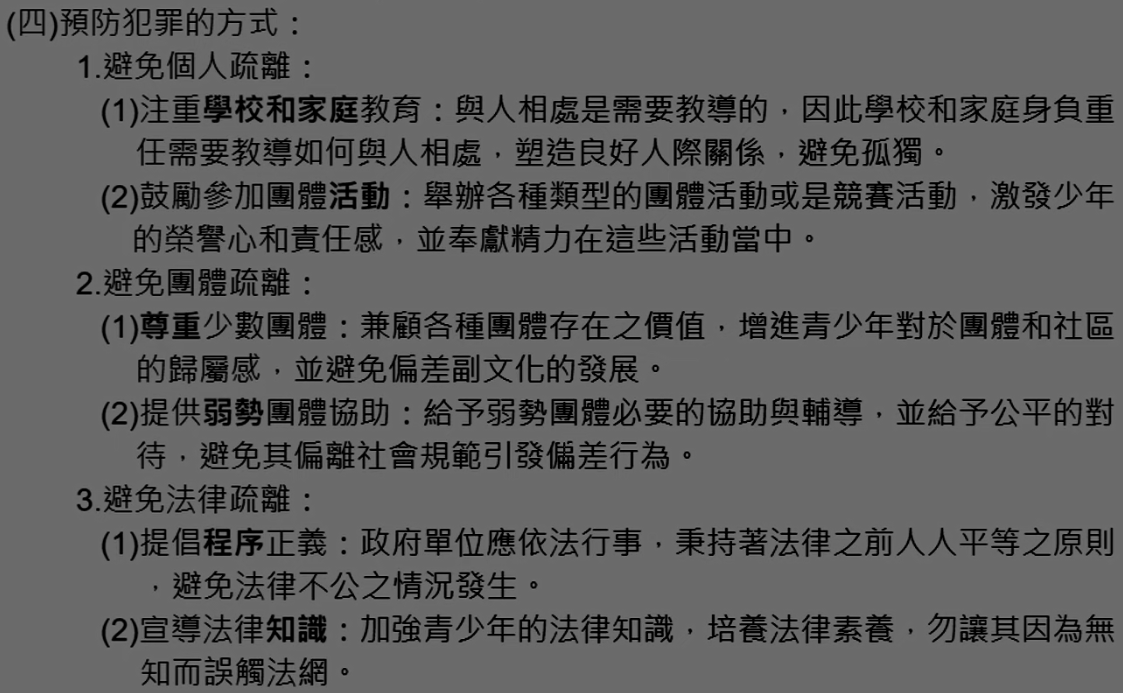 (四)預防犯罪的方式：
1.避免個人疏離：
(1)注重學校和家庭教育：與人相處是需要教導的，因此學校和家庭身負重
任需要教導如何與人相處，塑造良好人際關係，避免孤獨。
(2)鼓勵參加團體活動：舉辦各種類型的團體活動或是競賽活動，激發少年
的榮譽心和責任感，並奉獻精力在這些活動當中。
2.避免團體疏離：
(1)尊重少數團體：兼顧各種團體存在之價值，增進青少年對於團體和社區
的歸屬感，並避免偏差副文化的發展。
(2)提供弱勢團體協助：給予弱勢團體必要的協助與輔導，並給予公平的對
待，避免其偏離社會規範引發偏差行為。
3.避免法律疏離：
(1)提倡程序正義：政府單位應依法行事，秉持著法律之前人人平等之原則
，避免法律不公之情況發生。
(2)宣導法律知識：加強青少年的法律知識，培養法律素養，勿讓其因為無
知而誤觸法網。